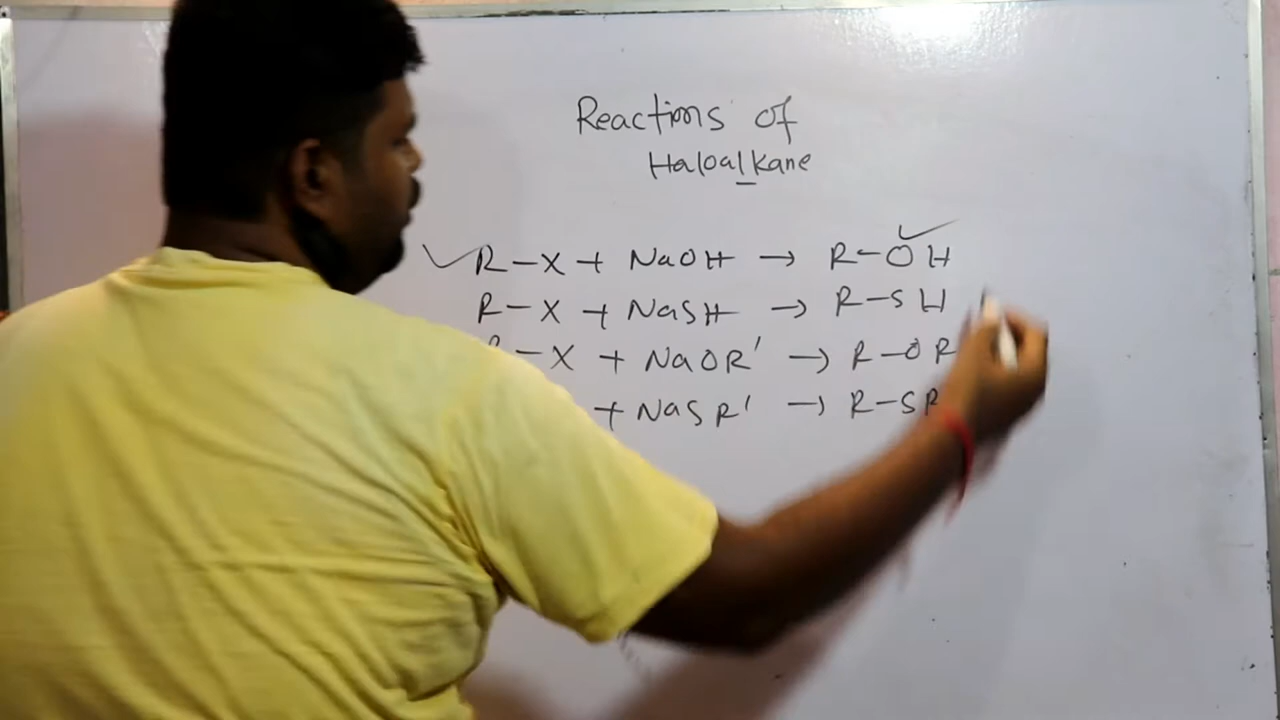 Reactions of
Haloalkane
R-X + NaOH → R-OH
R-X + NaSH → R-SH
R-X + NaOR' → R-OR
+ NaSR' → R-SR